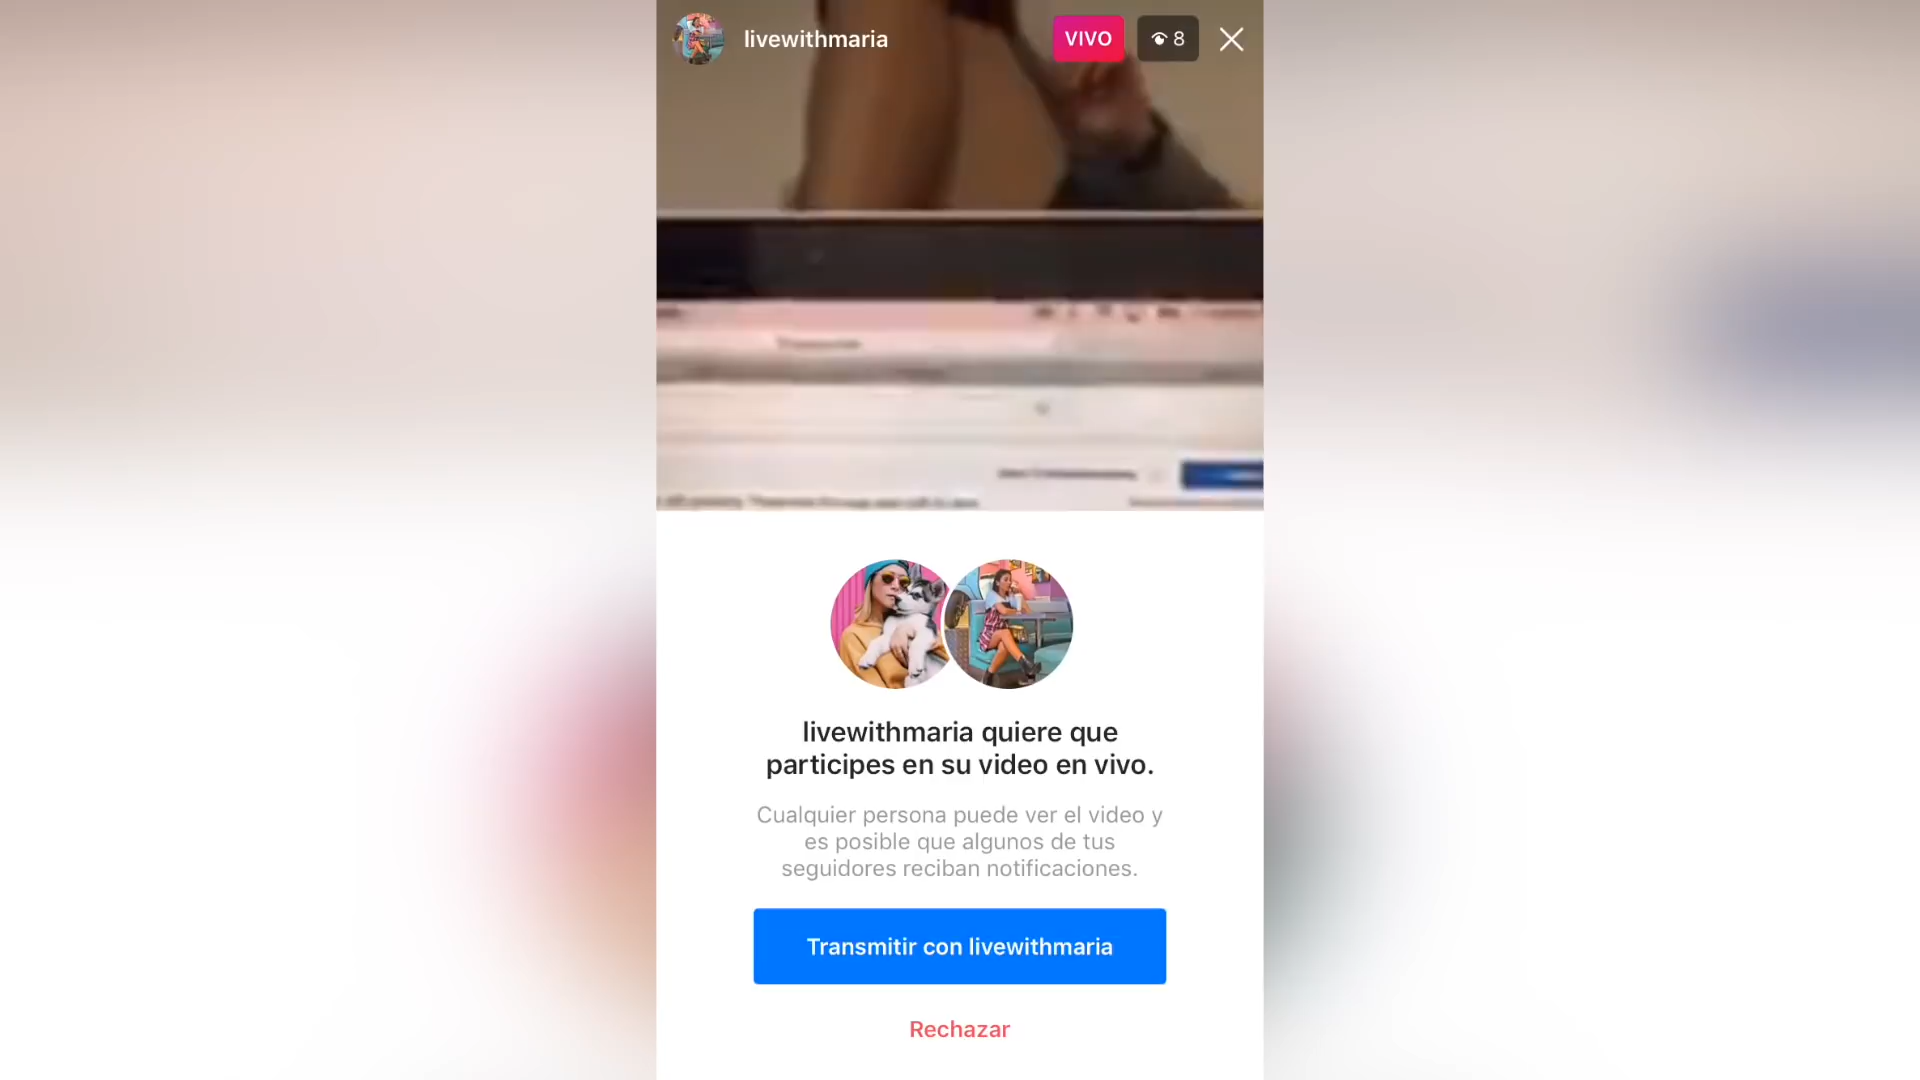 livewithmaria
VIVO
8
livewithmaria quiere que
participes en su video en vivo.
Cualquier persona puede ver el video y
es posible que algunos de tus
seguidores reciban notificaciones.
Transmitir con livewithmaria
Rechazar